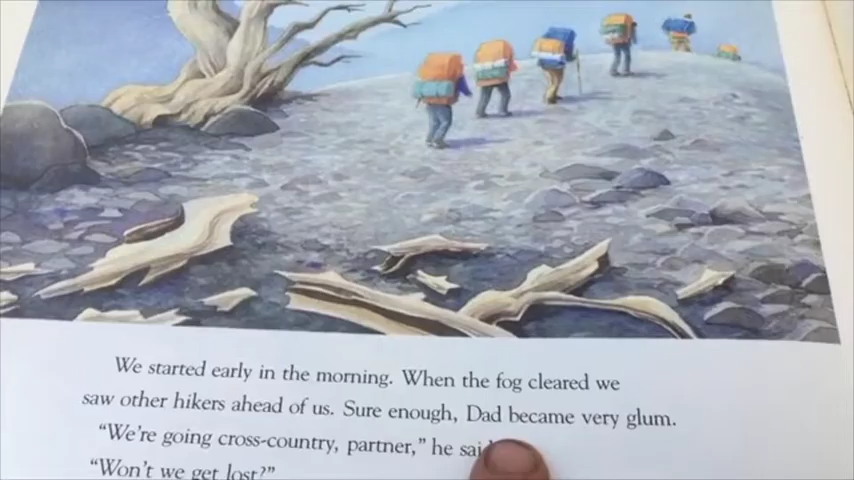 We started early in the morning. When the fog cleared we
saw other hikers ahead of us. Sure enough, Dad became very glum.
“We’re going cross-country, partner,” he
“Won’t we get lost?”